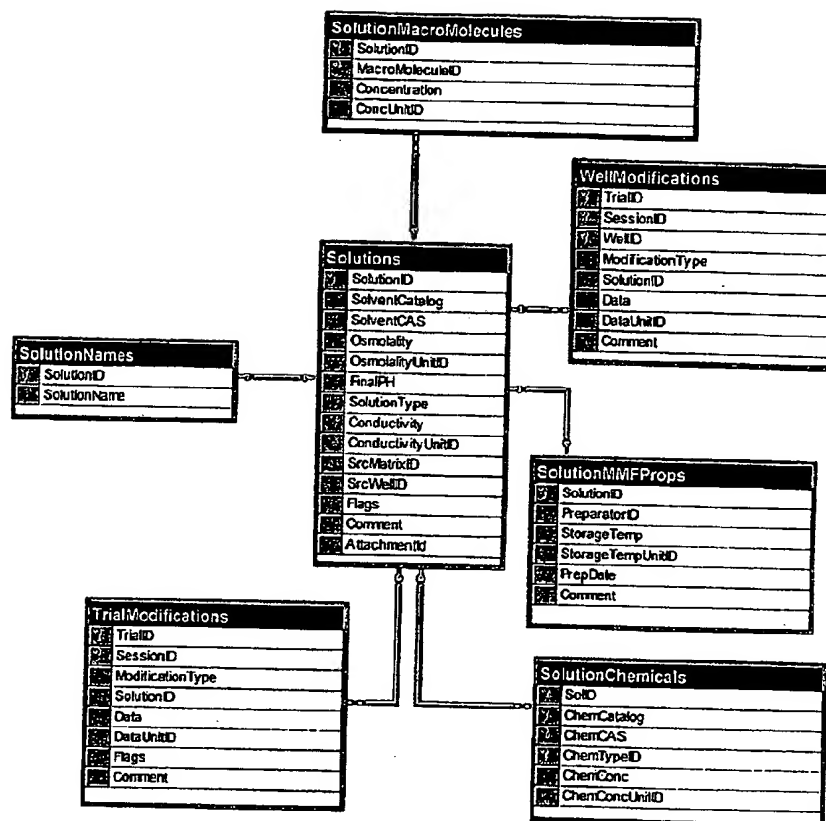 SolutionMacroMolecules
SolutionID
MacroMoleculeID
Concentration
ConcUnitID
WellModifications
TrialID
SessionID
WellID
ModificationType
SolutionID
Data
DataUnitID
Comment
Solutions
SolutionID
SolventCatalog
SolventCAS
Osmolality
OsmolalityUnitID
FinalPH
SolutionType
Conductivity
ConductivityUnitID
SrcMatrixID
SrcWellID
Flags
Comment
AttachmentId
SolutionNames
SolutionID
SolutionName
SolutionMMFProps
SolutionID
PreparatorID
StorageTemp
StorageTempUnitID
PrepDate
Comment
TrialModifications
TrialID
SessionID
ModificationType
SolutionID
Data
DataUnitID
Flags
Comment
SolutionChemicals
SolID
ChemCatalog
ChemCAS
ChemTypeID
ChemConc
ChemConcUnitID